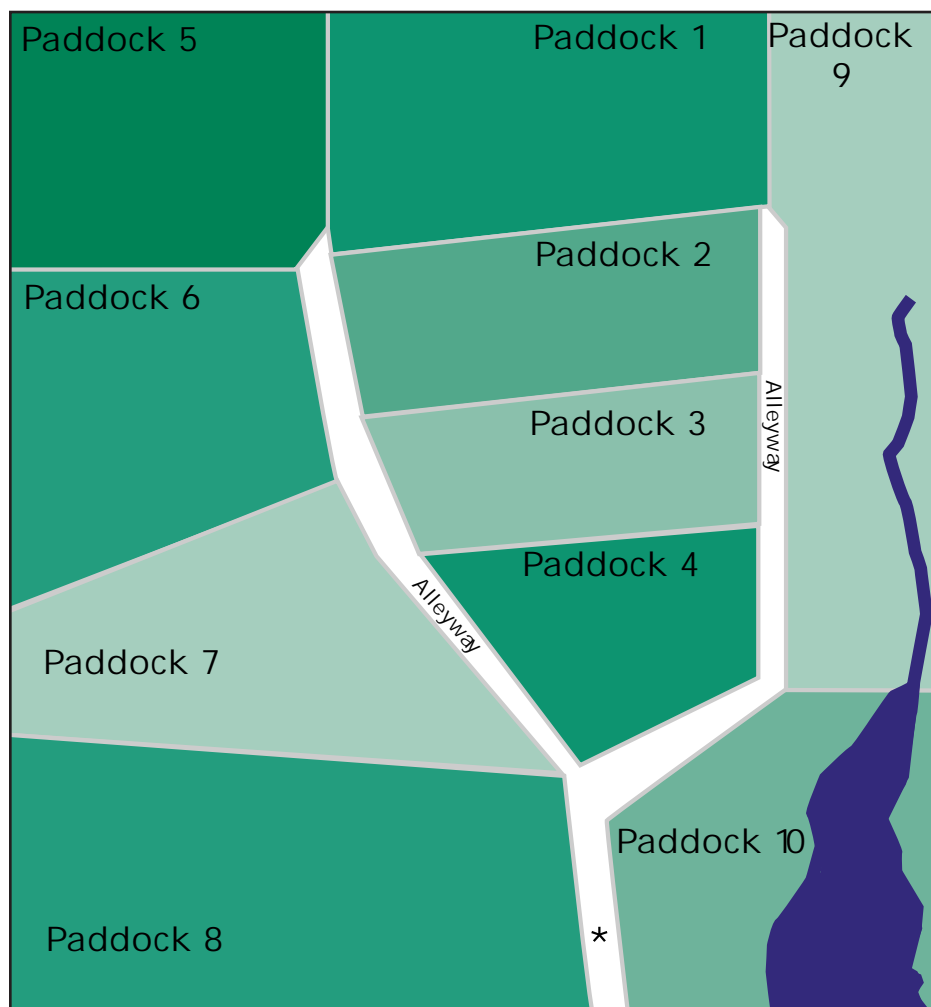 Paddock 5
Paddock 1
Paddock
9
Paddock 2
Paddock 6
Alleyway
Paddock 3
Paddock 4
Alleyway
Paddock 7
Paddock 10
Paddock 8
*